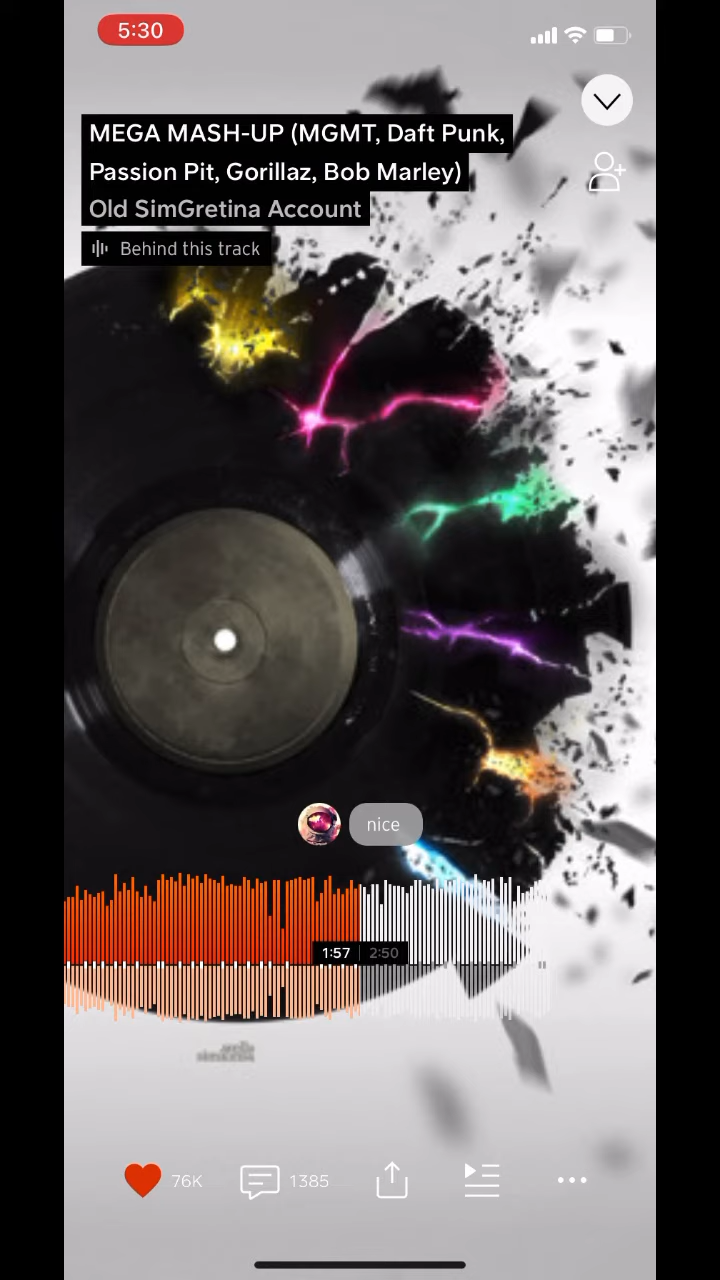 5:30
MEGA MASH-UP (MGMT, Daft Punk,
Passion Pit, Gorillaz, Bob Marley)
Old SimGretina Account
Behind this track
nice
1:57 | 2:50
76K
1385